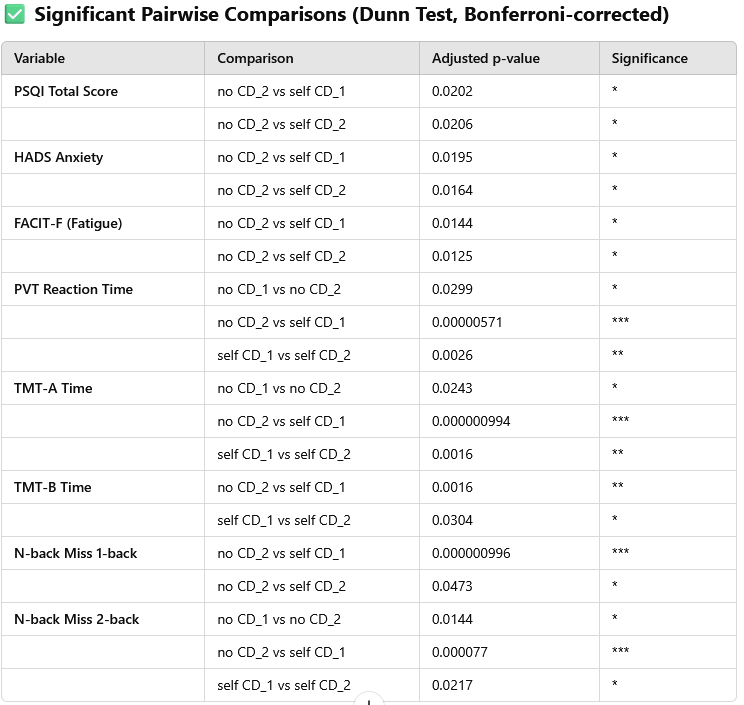 ✅ Significant Pairwise Comparisons (Dunn Test, Bonferroni-corrected)
Variable Comparison Adjusted p-value Significance
PSQI Total Score no CD_2 vs self CD_1 0.0202 *
no CD_2 vs self CD_2 0.0206 *
HADS Anxiety no CD_2 vs self CD_1 0.0195 *
no CD_2 vs self CD_2 0.0164 *
FACIT-F (Fatigue) no CD_2 vs self CD_1 0.0144 *
no CD_2 vs self CD_2 0.0125 *
PVT Reaction Time no CD_1 vs no CD_2 0.0299 *
no CD_2 vs self CD_1 0.00000571 ***
self CD_1 vs self CD_2 0.0026 **
TMT-A Time no CD_1 vs no CD_2 0.0243 *
no CD_2 vs self CD_1 0.000000994 ***
self CD_1 vs self CD_2 0.0016 **
TMT-B Time no CD_2 vs self CD_1 0.0016 **
self CD_1 vs self CD_2 0.0304 *
N-back Miss 1-back no CD_2 vs self CD_1 0.000000996 ***
no CD_2 vs self CD_2 0.0473 *
N-back Miss 2-back no CD_1 vs no CD_2 0.0144 *
no CD_2 vs self CD_1 0.000077 ***
self CD_1 vs self CD_2 0.0217 *